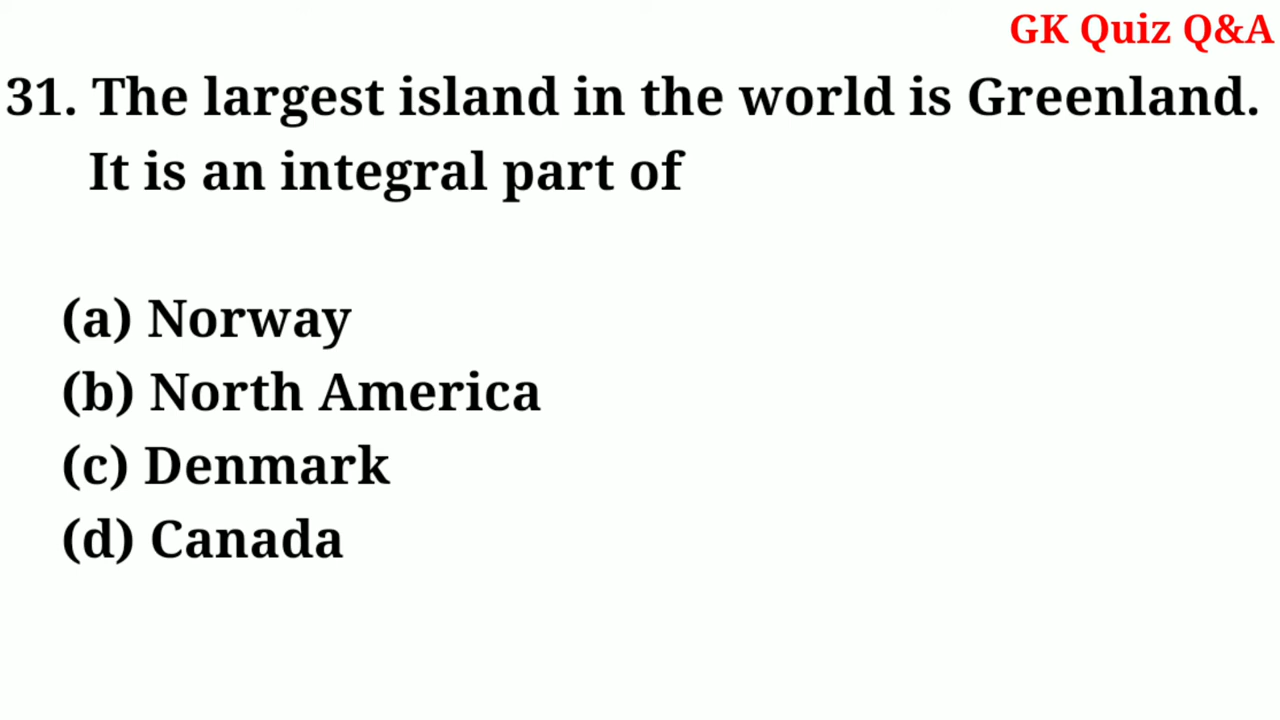 GK Quiz Q&A
31. The largest island in the world is Greenland.
It is an integral part of
(a) Norway
(b) North America
(c) Denmark
(d) Canada